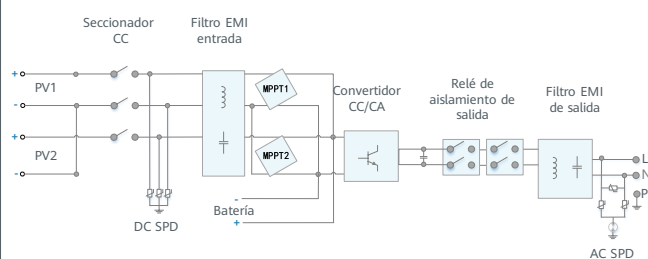 Seccionador
CC
Filtro EMI
entrada
+
PV1
-
+
PV2
-
MPPT1
MPPT2
Convertidor
CC/CA
Relé de
aislamiento de
salida
Filtro EMI
de salida
L
N
P
-
Batería
+
DC SPD
AC SPD